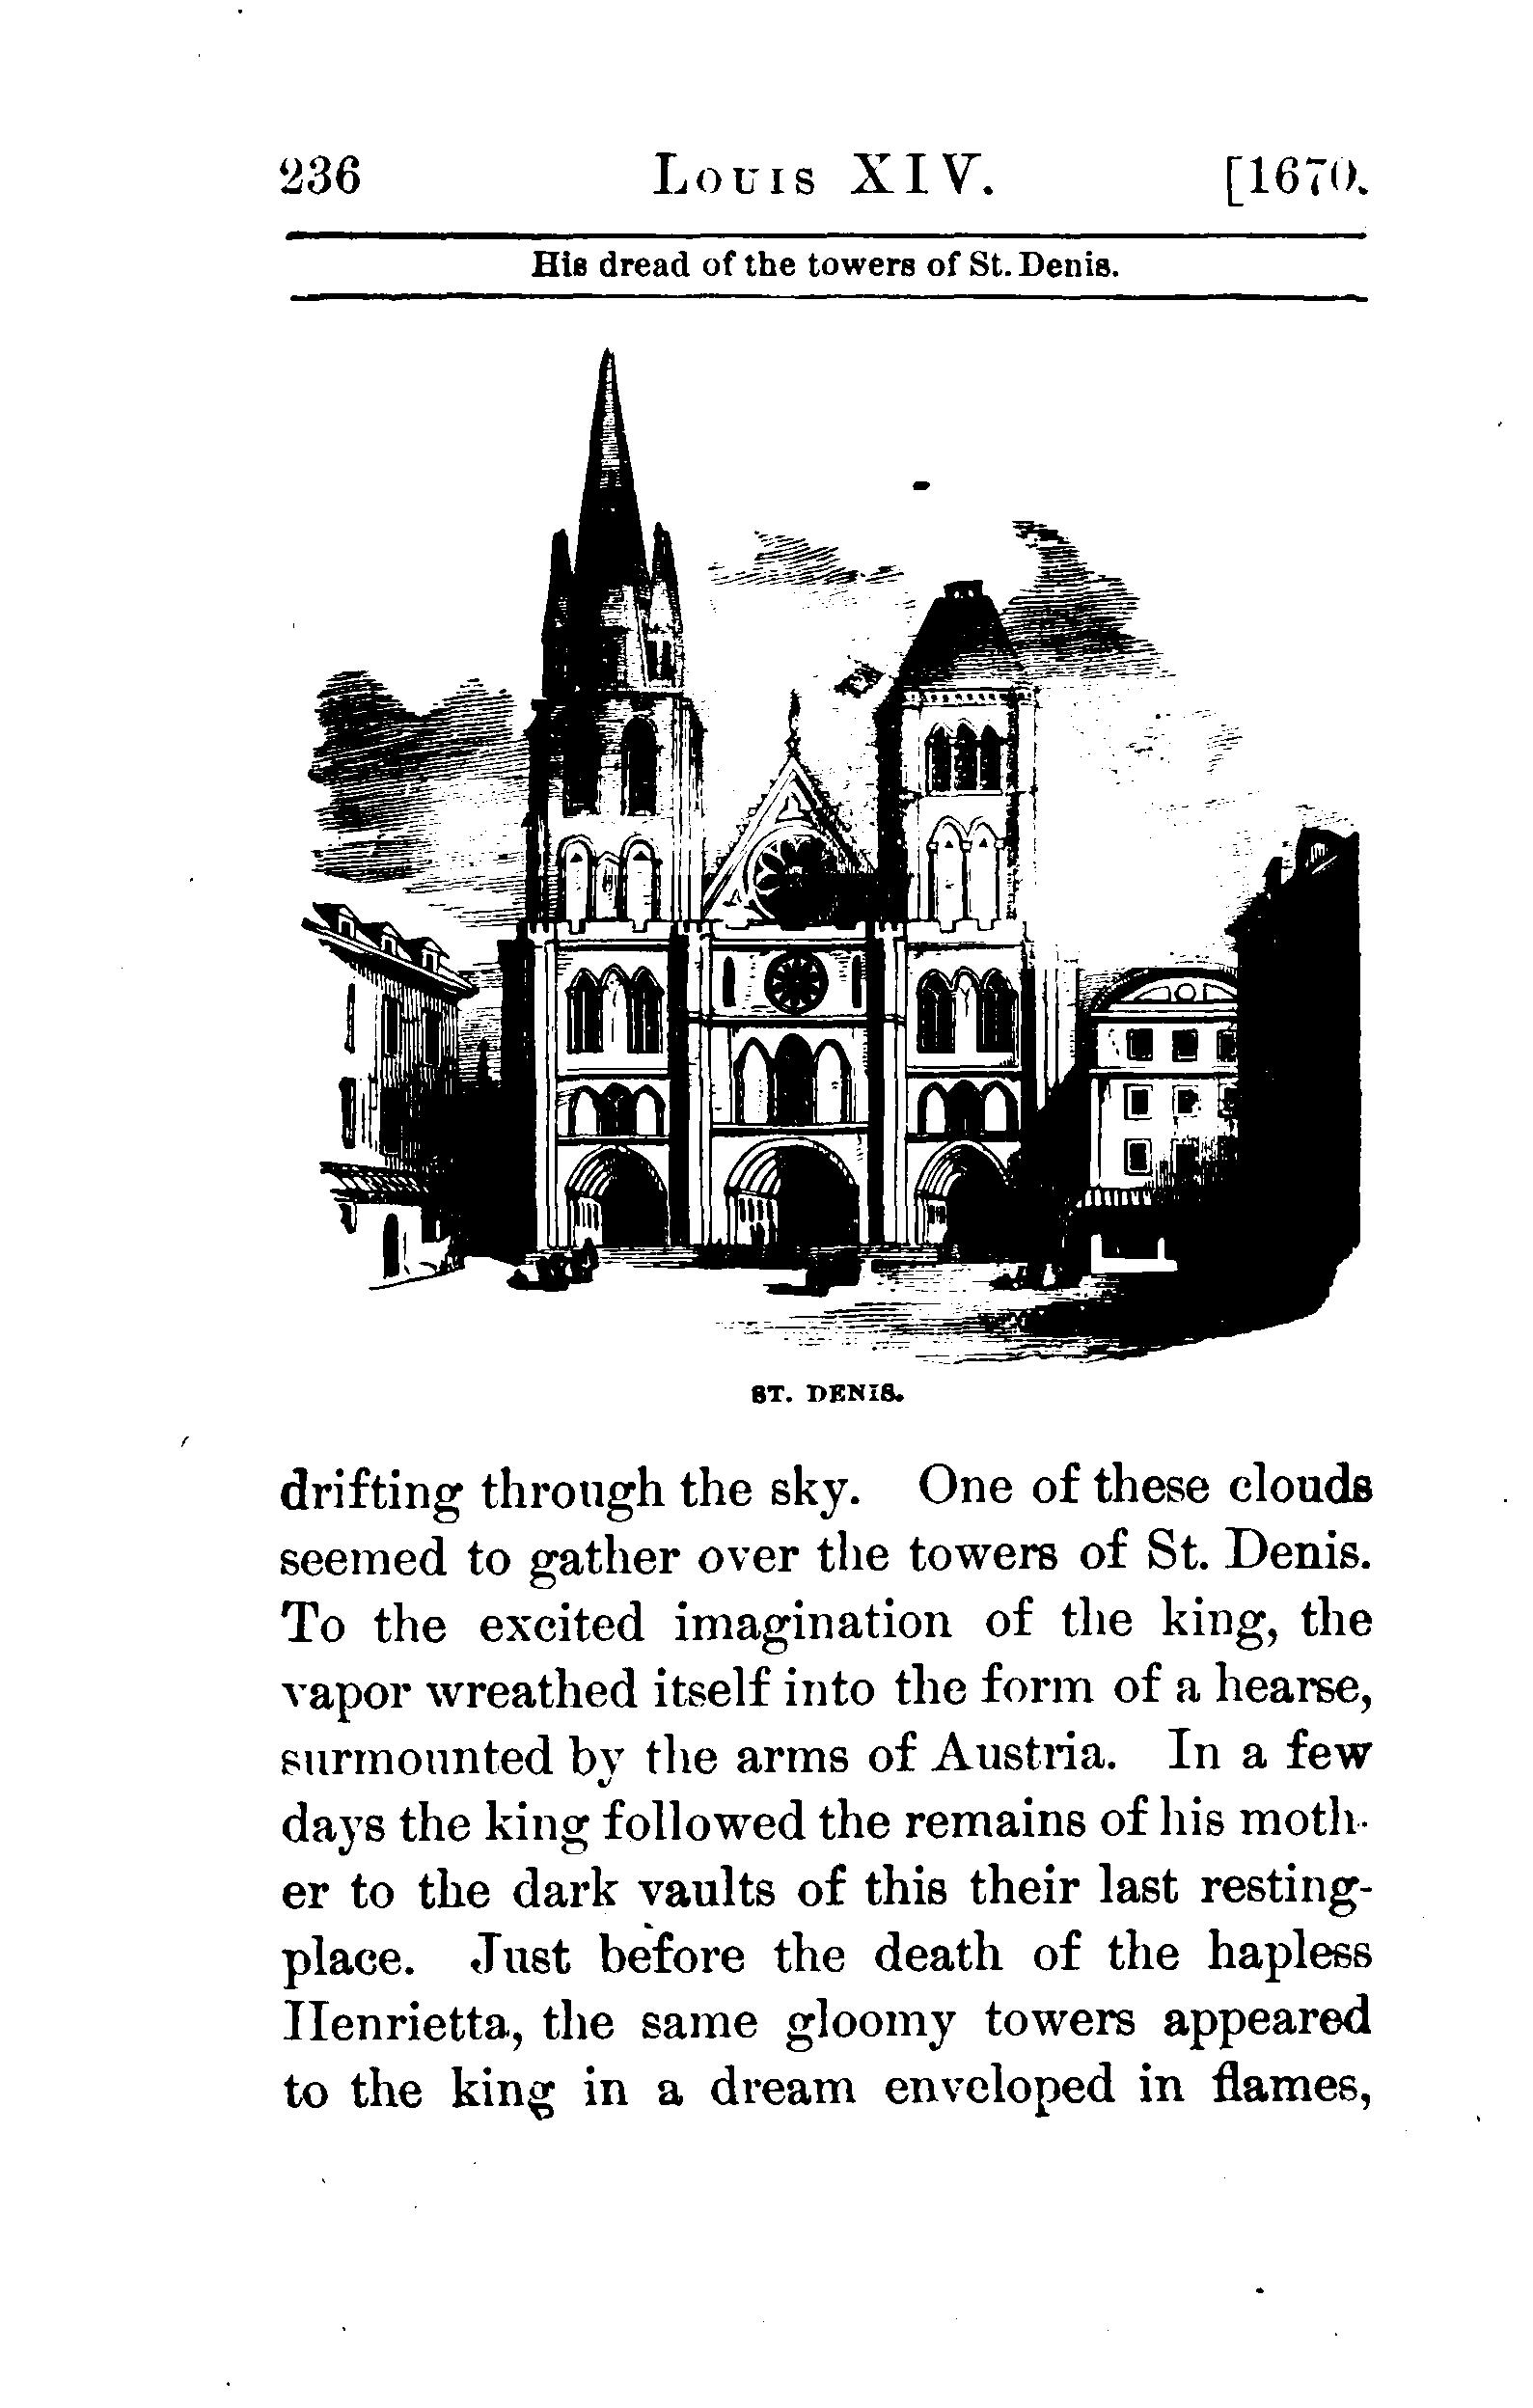 236 Louis XIV. [1670.
His dread of the towers of St. Denis.
ST. DENIS.
drifting through the sky. One of these clouds
seemed to gather over the towers of St. Denis.
To the excited imagination of the king, the
vapor wreathed itself into the form of a hearse,
surmounted by the arms of Austria. In a few
days the king followed the remains of his moth-
er to the dark vaults of this their last resting-
place. Just before the death of the hapless
Henrietta, the same gloomy towers appeared
to the king in a dream enveloped in flames,